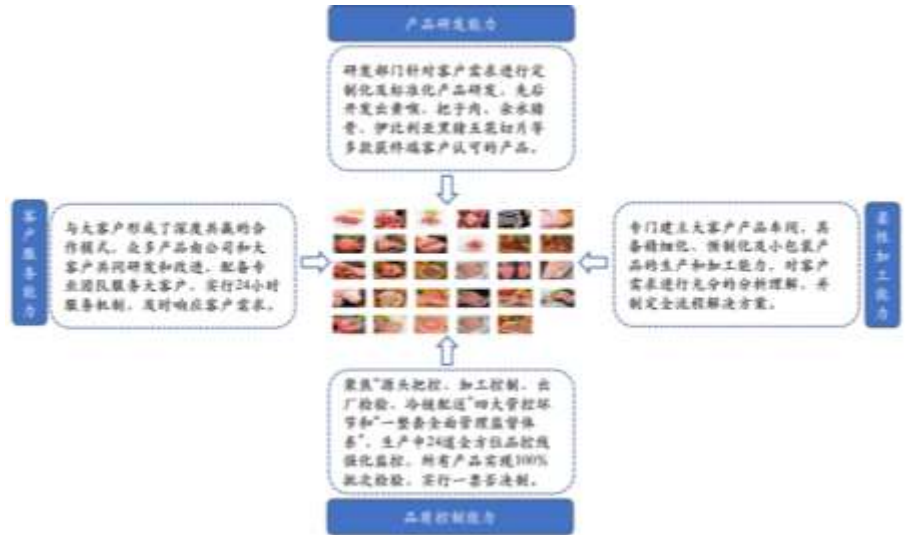 产品研发能力
研发部门针对客户需求进行定
制化及标准化产品研发，先后
开发出黄喉、把子肉、汆水猪
骨、伊比利亚黑猪五花切片等
多款获终端客户认可的产品。
客户服务能力
与大客户形成了深度共赢的合
作模式，众多产品由公司和大
客户共同研发和改进，配备专
业团队服务大客户，实行24小时
服务机制，及时响应客户需求。
专门建立大客户产品车间，具
备精细化、预制化及小包装产
品的生产和加工能力，对客户
需求进行充分的分析理解，并
制定全流程解决方案。
柔性加工能力
聚焦"源头把控、加工控制、出
厂检验、冷链配送"四大管控环
节和"一整套全面管理监督体
系"，生产中24道全方位品控线
强化监控，所有产品实现100%
批次检验，实行一票否决制。
品质控制能力